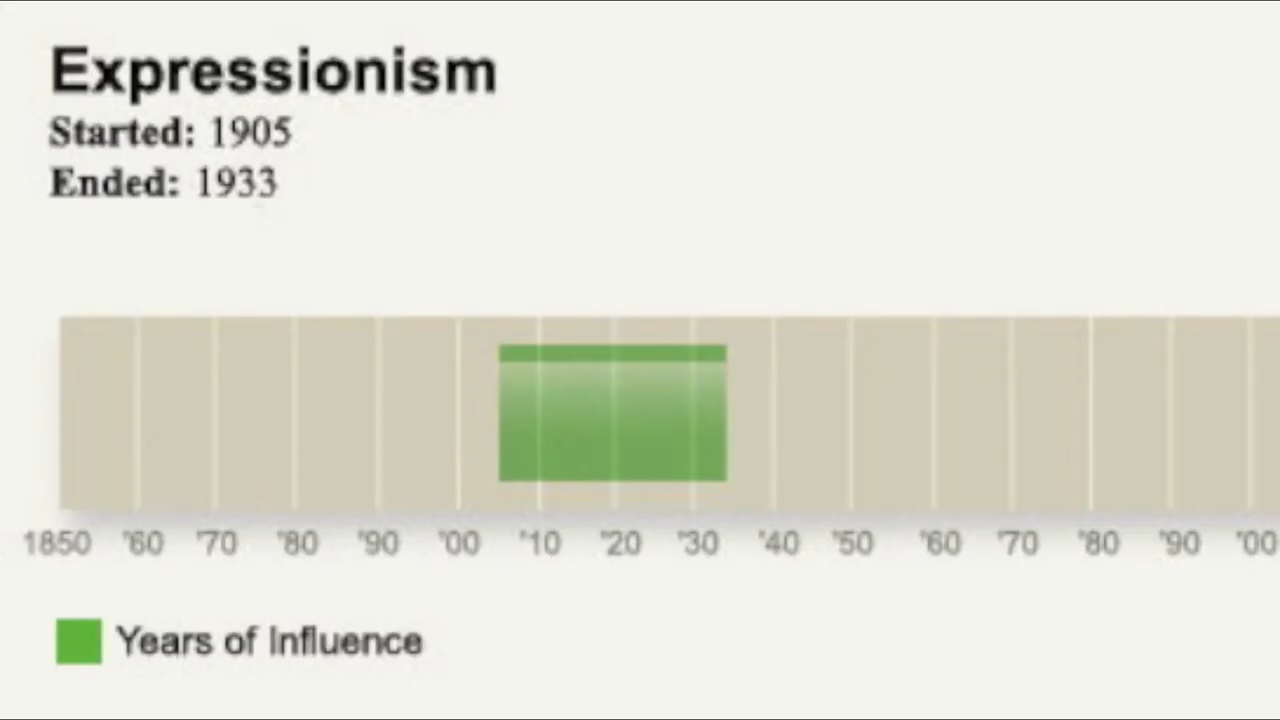 Expressionism
Started: 1905
Ended: 1933
1850 '60 '70 '80 '90 '00 '10 '20 '30 '40 '50 '60 '70 '80 '90 '00
Years of Influence